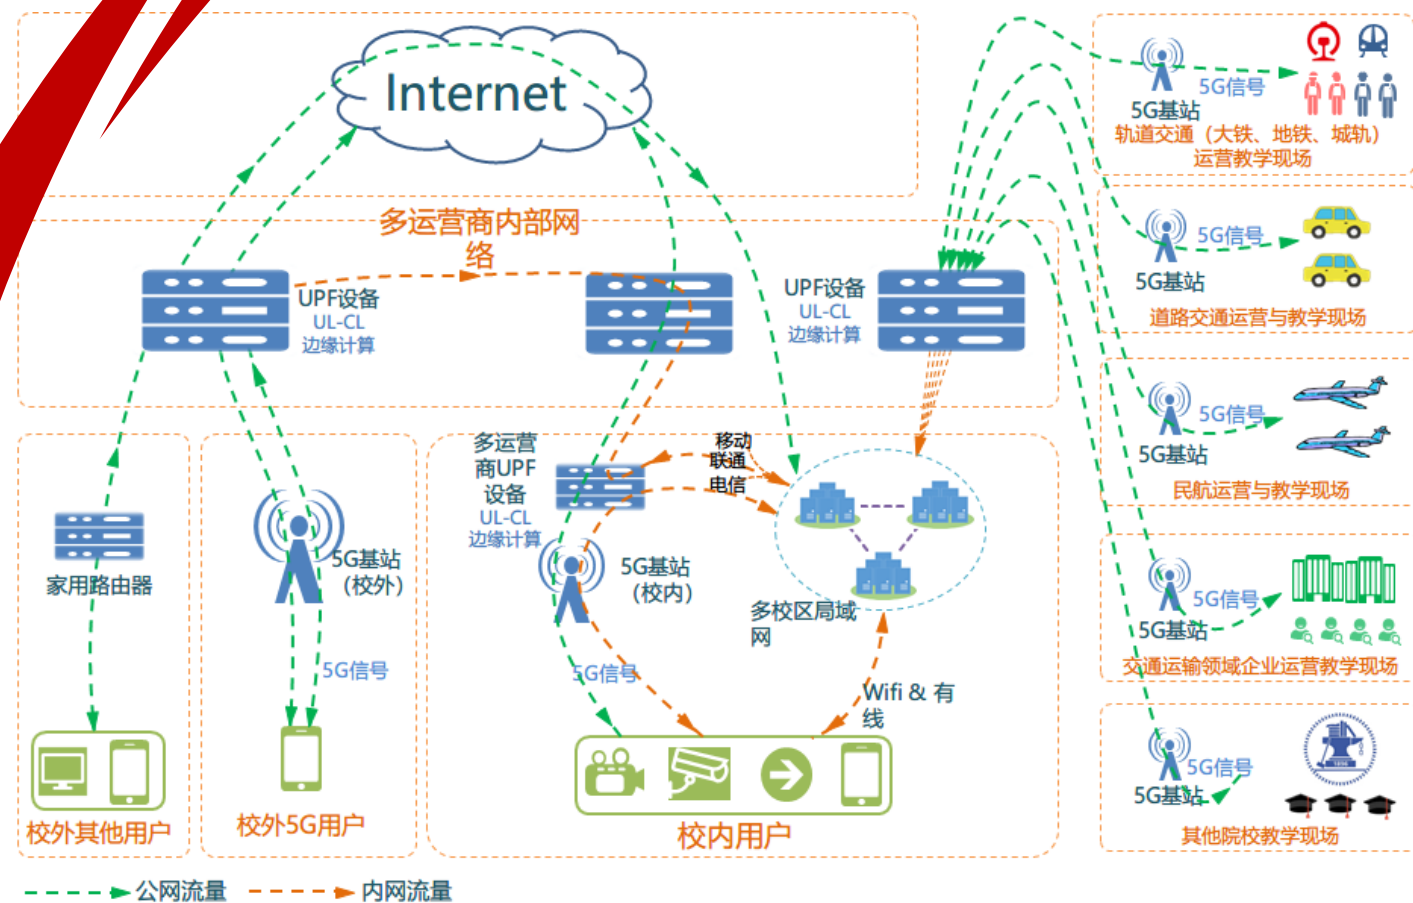 Internet
多运营商内部网
络
UPF设备
UL-CL
边缘计算
UPF设备
UL-CL
边缘计算
家用路由器
校外其他用户
5G基站
(校外)
5G信号
校外5G用户
多运营
商UPF
设备
UL-CL
边缘计算
移动
联通
电信
5G基站
(校内)
5G信号
多校区局域
网
Wifi & 有
线
校内用户
5G信号
5G基站
轨道交通（大铁、地铁、城轨）
运营教学现场
5G信号
5G基站
道路交通运营与教学现场
5G信号
5G基站
民航运营与教学现场
5G信号
5G基站
交通运输领域企业运营教学现场
5G信号
5G基站
1896
其他院校教学现场
公网流量
内网流量